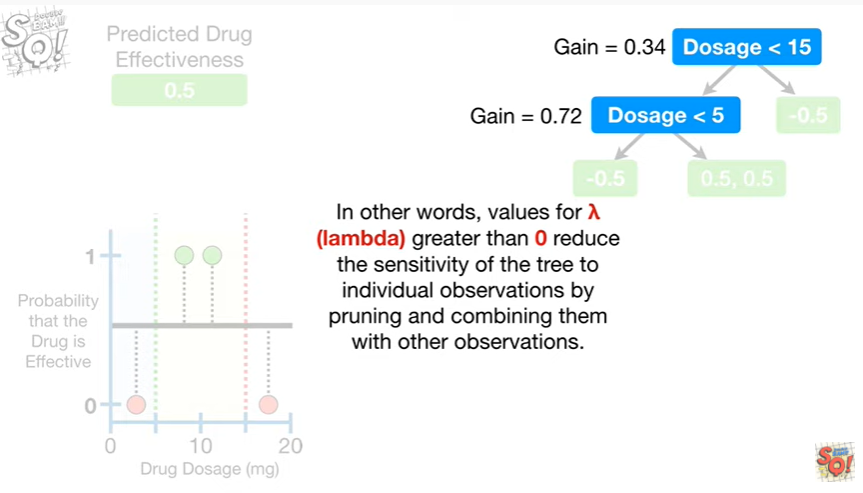 Predicted Drug
Effectiveness
0.5
Gain = 0.34 Dosage < 15
Gain = 0.72 Dosage < 5
-0.5
-0.5
0.5, 0.5
In other words, values for λ
(lambda) greater than 0 reduce
the sensitivity of the tree to
individual observations by
pruning and combining them
with other observations.
1
Probability
that the
Drug is
Effective
0
0 10 20
Drug Dosage (mg)
SQ!